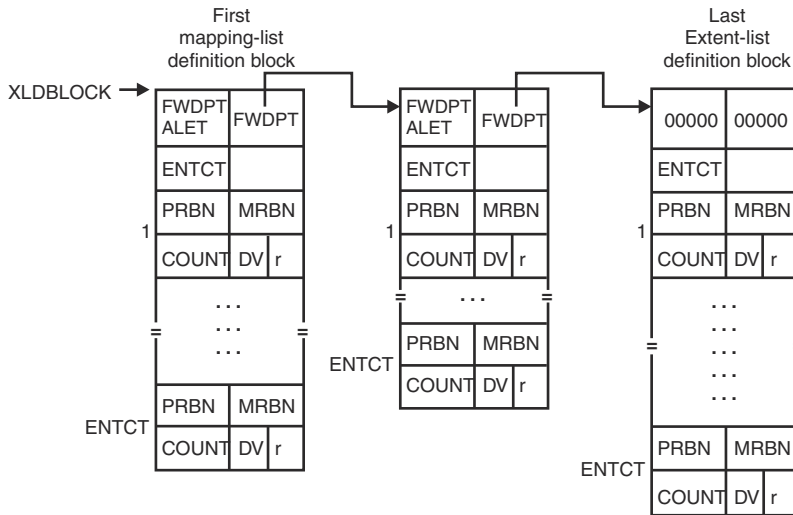 First
mapping-list
definition block
Last
Extent-list
definition block
XLDBLOCK
FWDPT
ALET
FWDPT
ENTCT
PRBN
MRBN
1
COUNT
DV
r
...
...
...
=
=
PRBN
MRBN
ENTCT
COUNT
DV
r
FWDPT
ALET
FWDPT
ENTCT
PRBN
MRBN
1
COUNT
DV
r
=
...
=
PRBN
MRBN
ENTCT
COUNT
DV
r
00000
00000
ENTCT
PRBN
MRBN
1
COUNT
DV
r
...
...
=
...
...
...
PRBN
MRBN
ENTCT
COUNT
DV
r